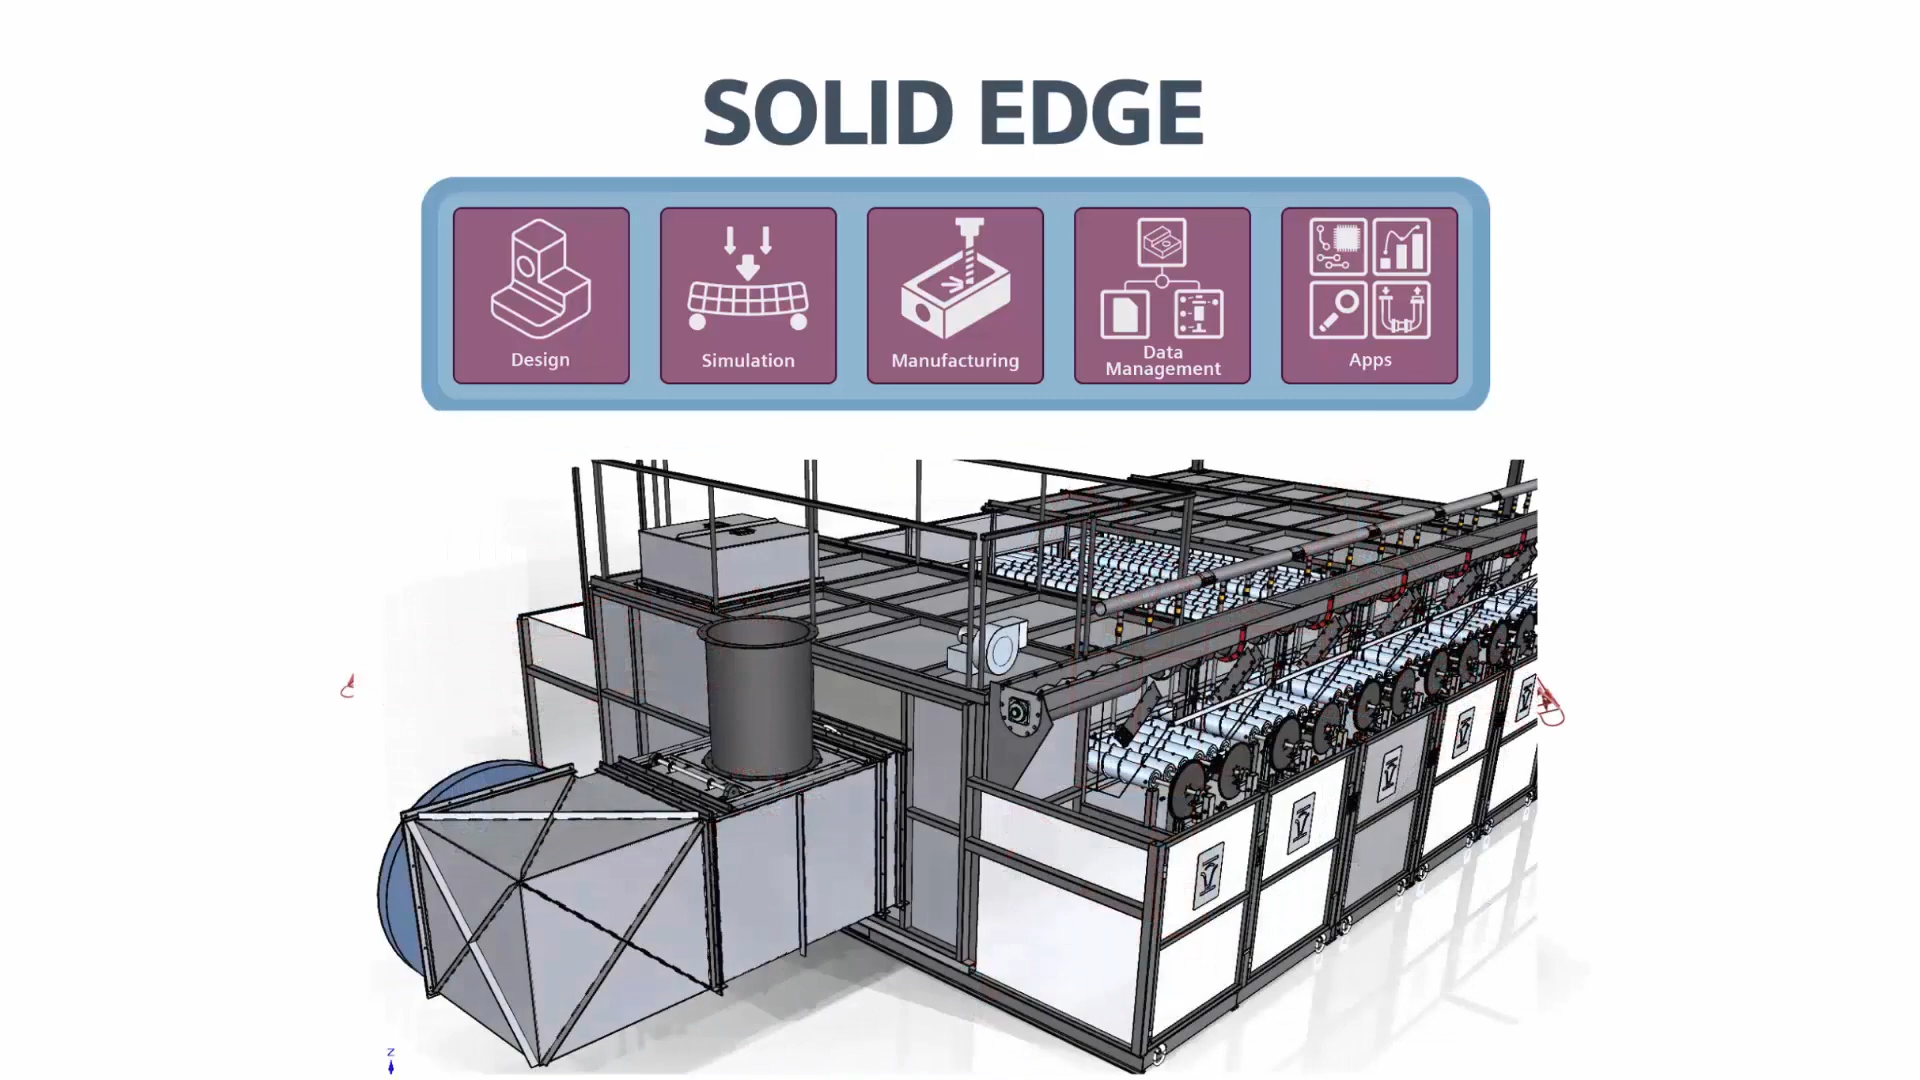 SOLID EDGE
Design
Simulation
Manufacturing
Data
Management
Apps
Z